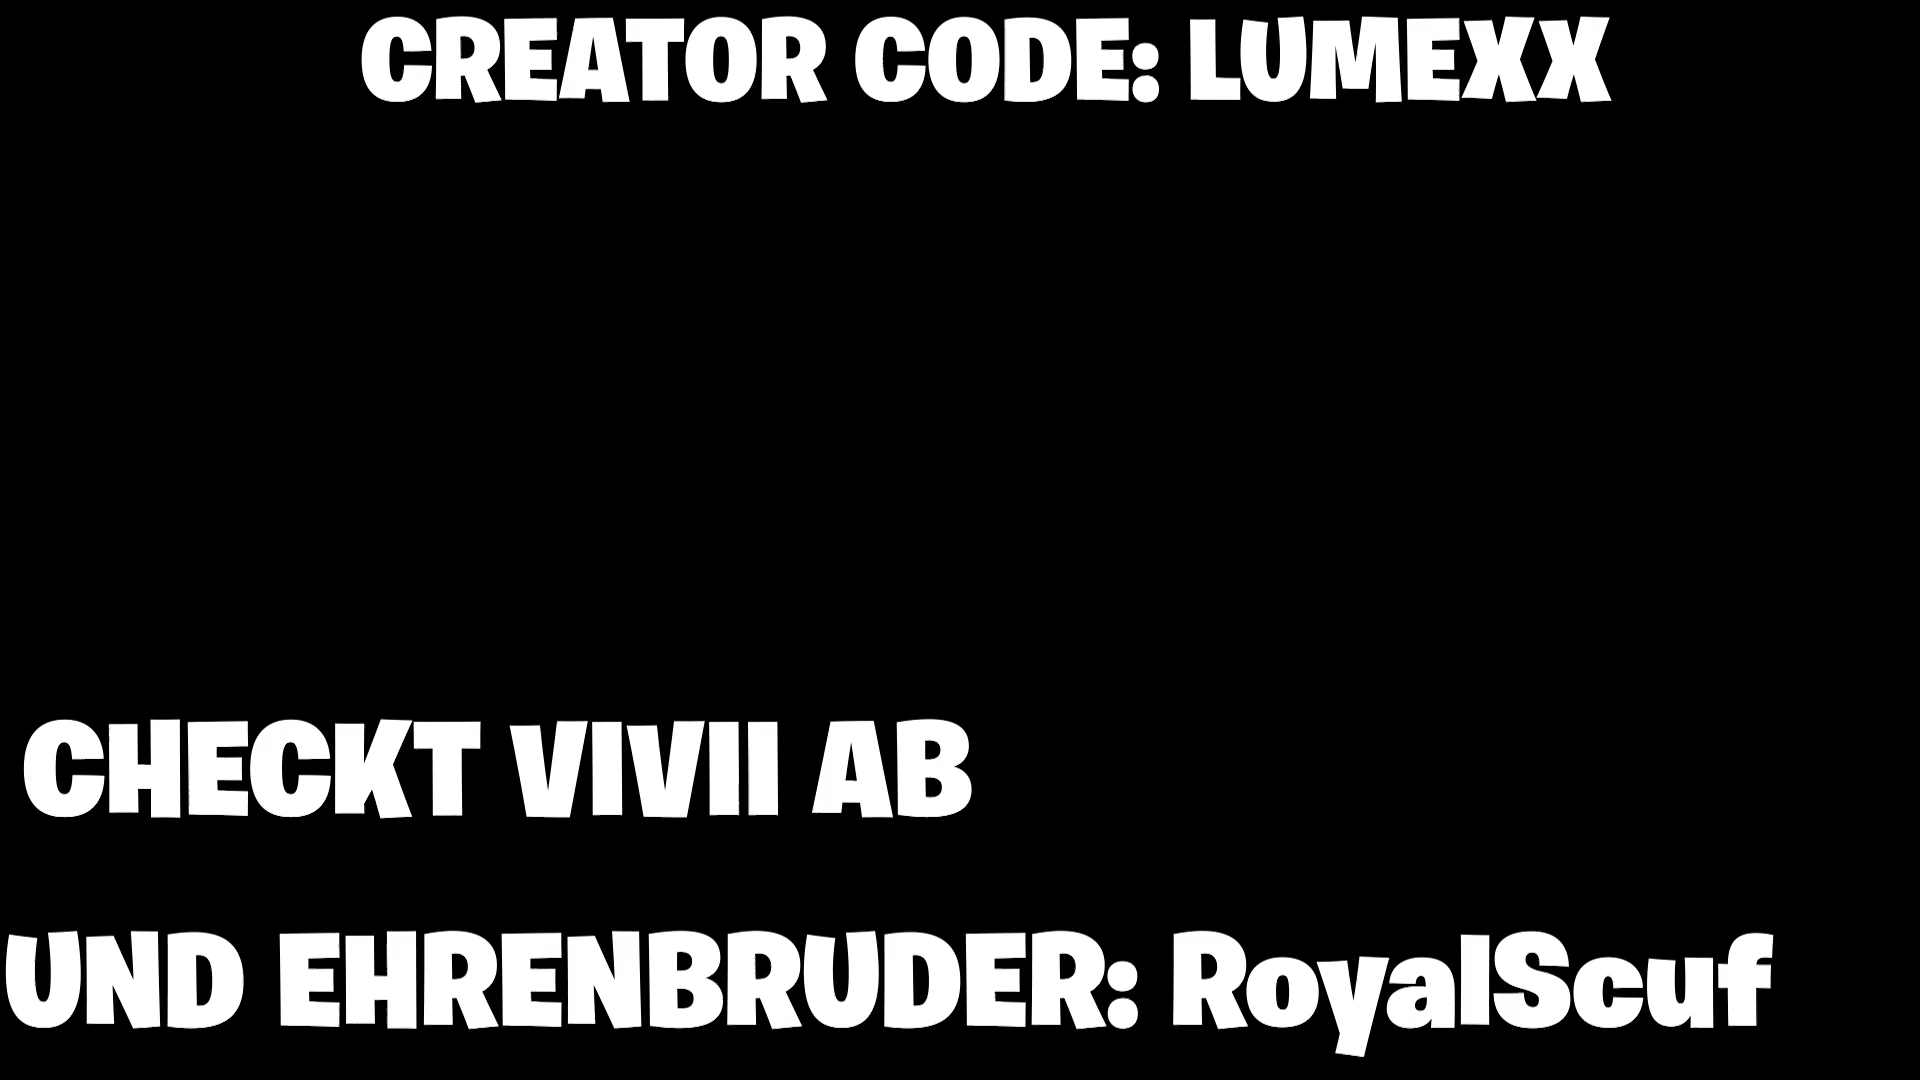 CREATOR CODE: LUMEXX
CHECKT VIVII AB
UND EHRENBRUDER: RoyalScuf